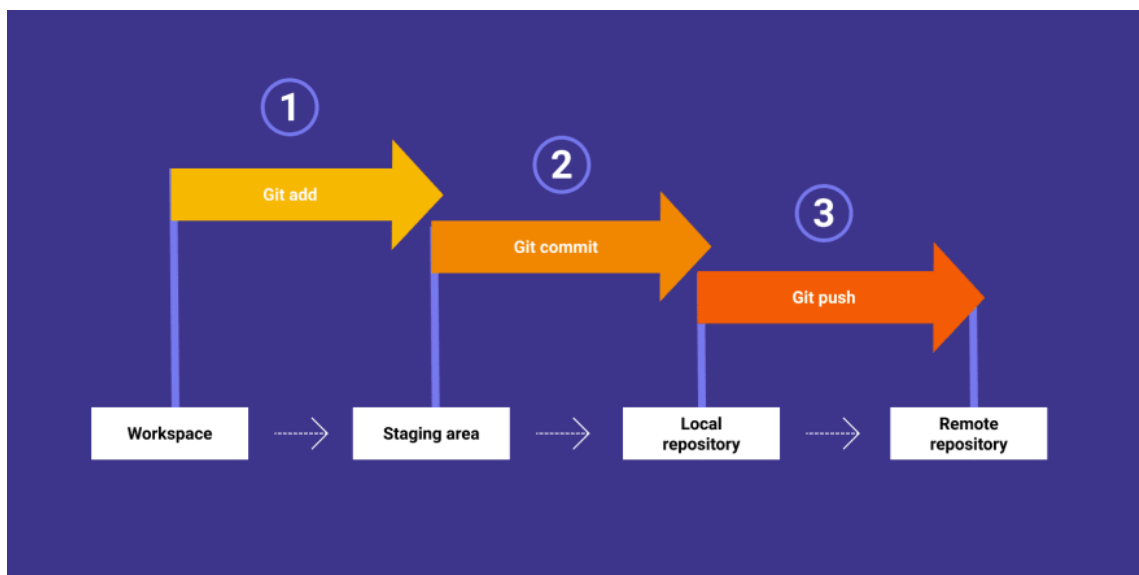 1
2
3
Git add
Git commit
Git push
Workspace
Staging area
Local
repository
Remote
repository